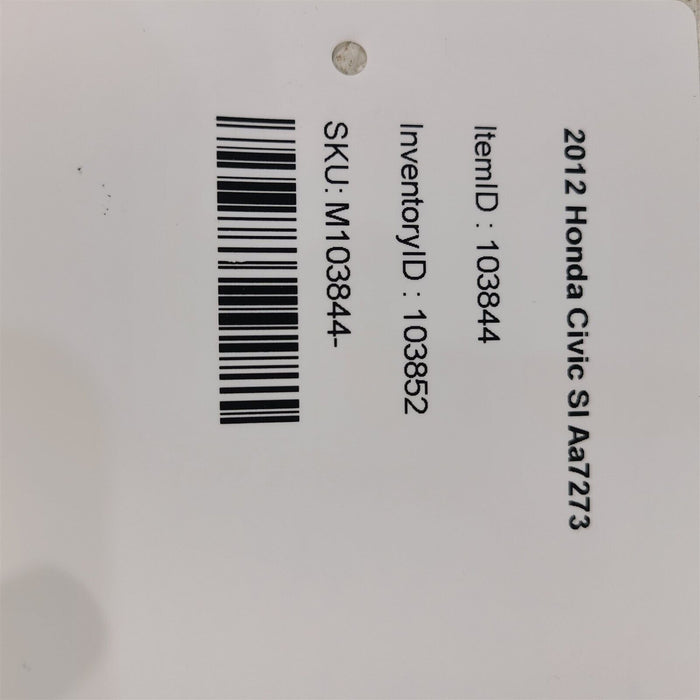 2012 Honda Civic SI Aa7273
ItemID : 103844
InventoryID : 103852
SKU: M103844-